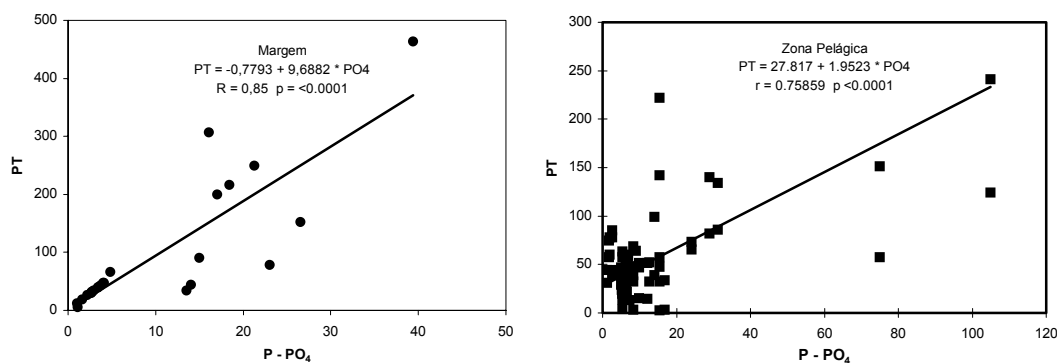 500
400
300
200
100
0
PT
Margem
PT = -0,7793 + 9,6882 * PO4
R = 0,85 p = <0.0001
0 10 20 30 40 50
P - PO₄
300
250
200
150
100
50
0
PT
Zona Pelágica
PT = 27.817 + 1.9523 * PO4
r = 0.75859 p <0.0001
0 20 40 60 80 100 120
P - PO₄